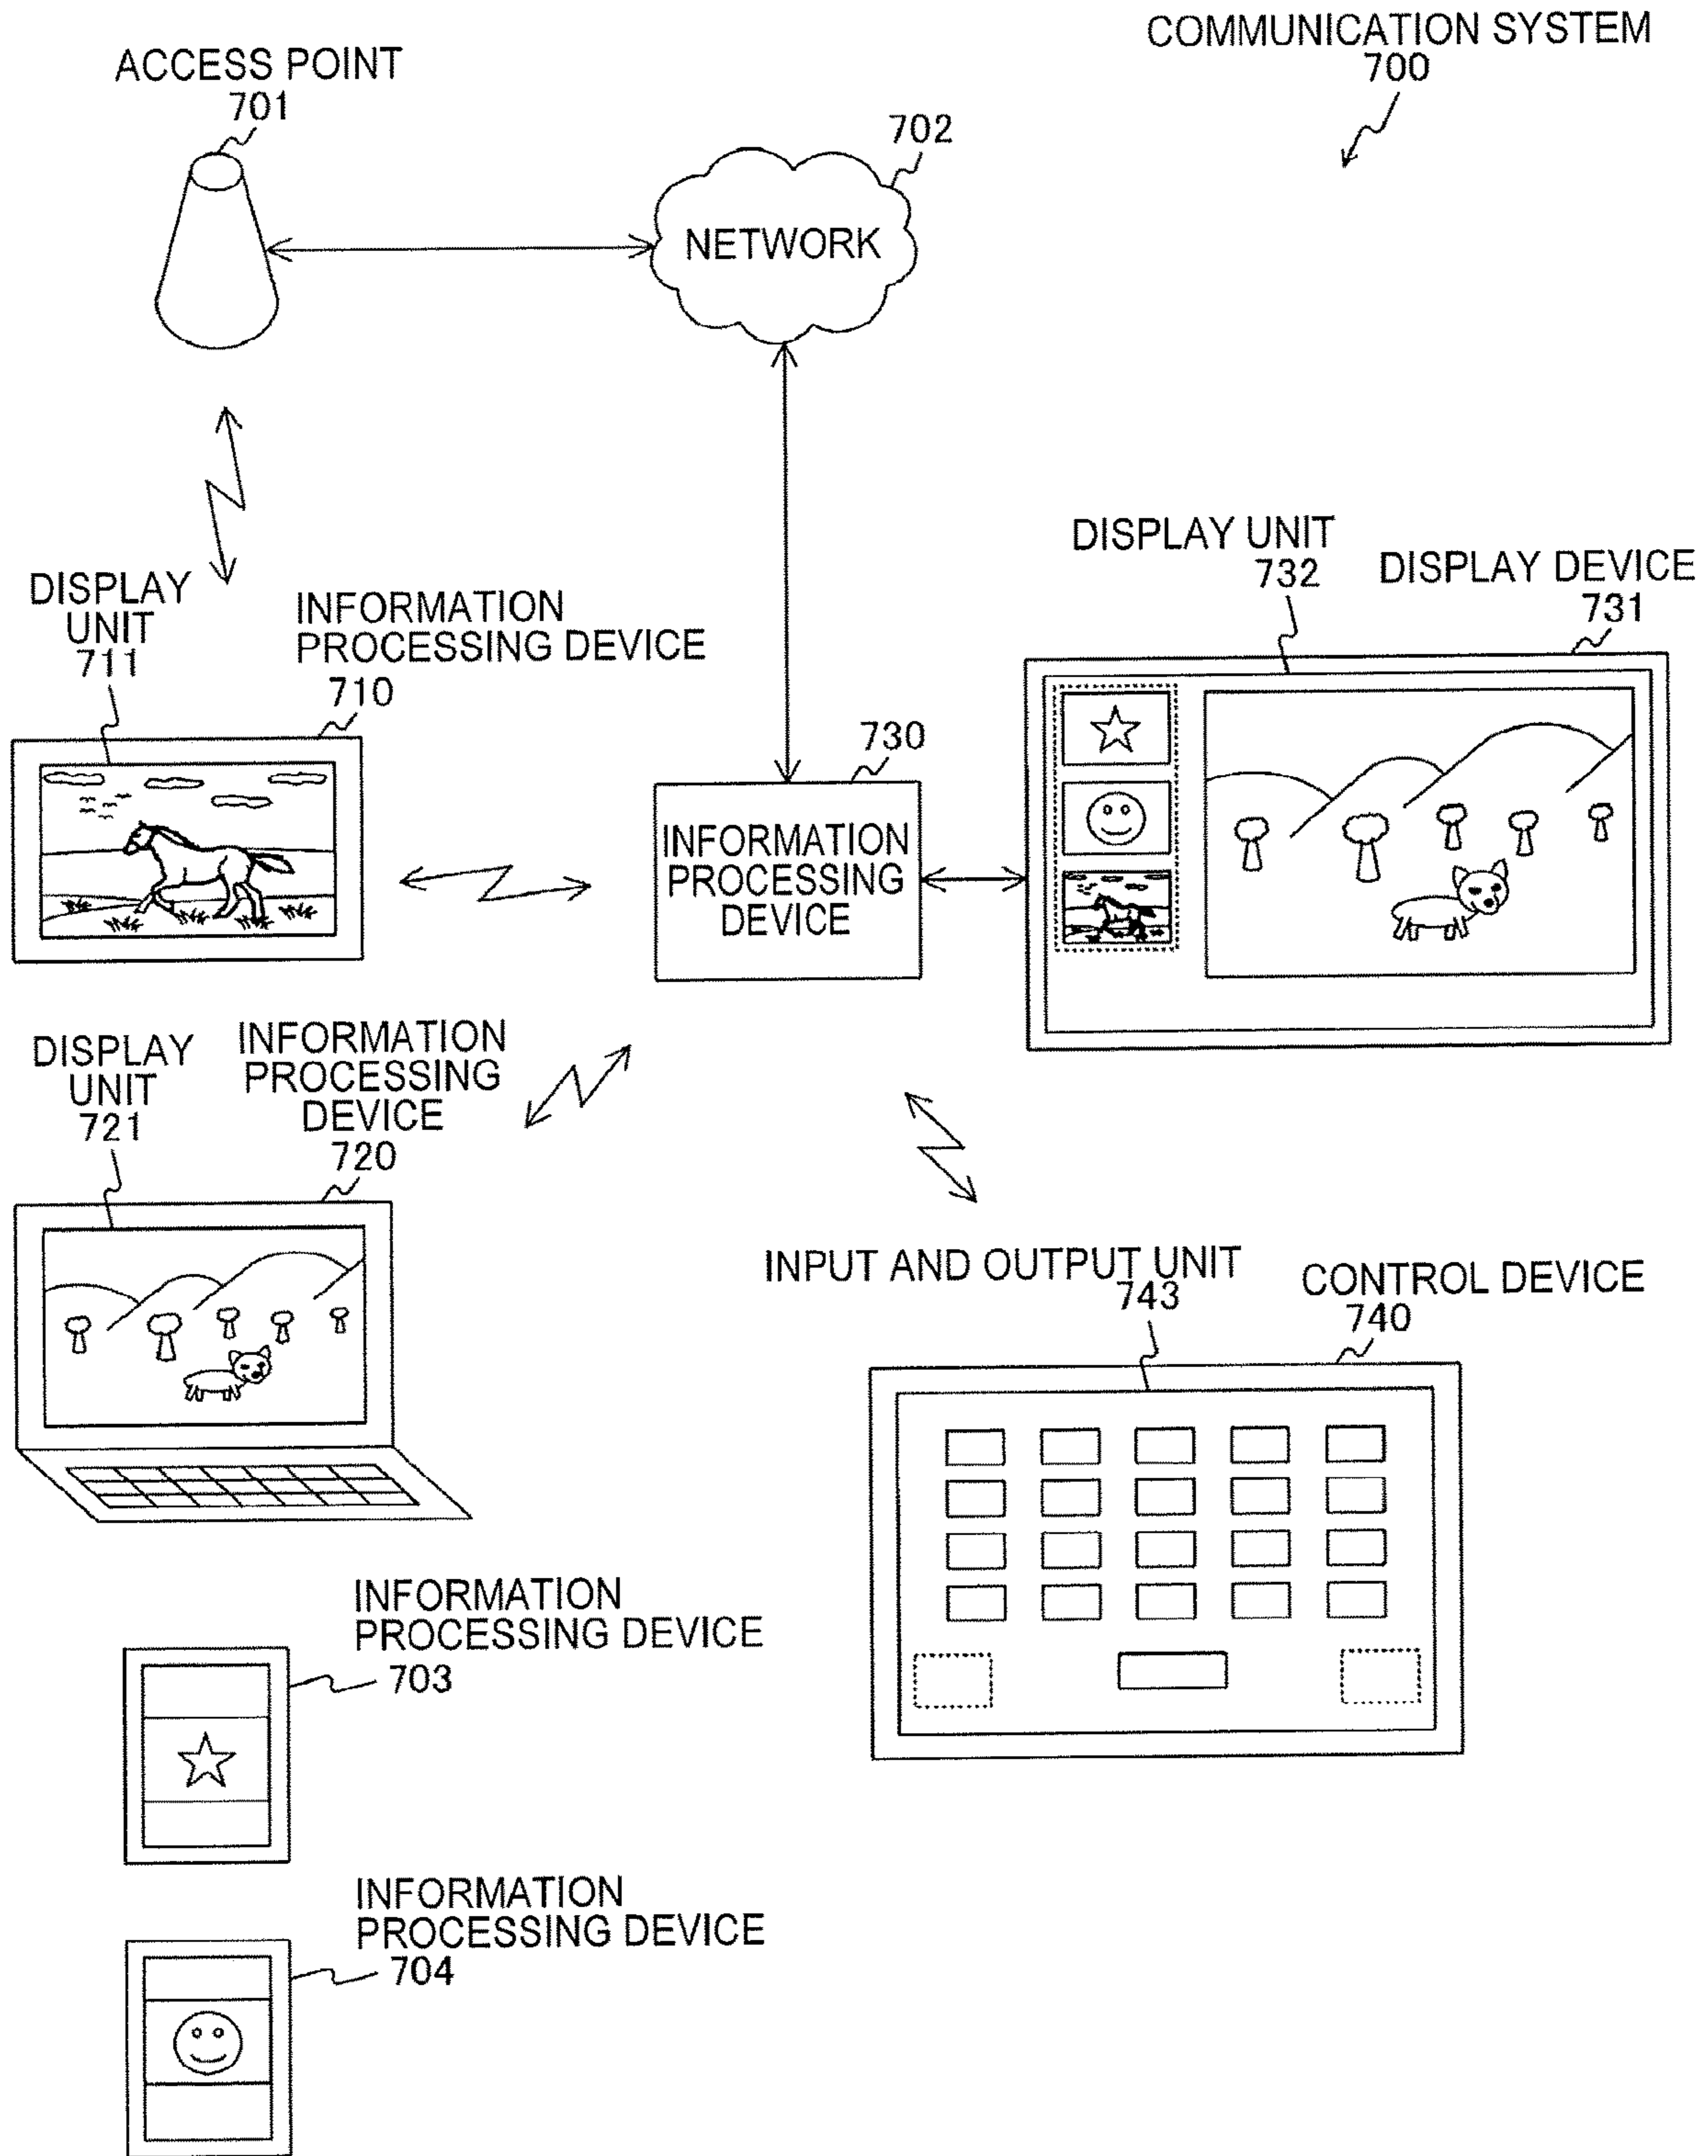 COMMUNICATION SYSTEM
700
ACCESS POINT
701
702
NETWORK
DISPLAY UNIT
732
DISPLAY DEVICE
731
DISPLAY
UNIT
711
INFORMATION
PROCESSING DEVICE
710
730
INFORMATION
PROCESSING
DEVICE
DISPLAY
UNIT
721
INFORMATION
PROCESSING
DEVICE
720
INPUT AND OUTPUT UNIT
743
CONTROL DEVICE
740
INFORMATION
PROCESSING DEVICE
703
INFORMATION
PROCESSING DEVICE
704